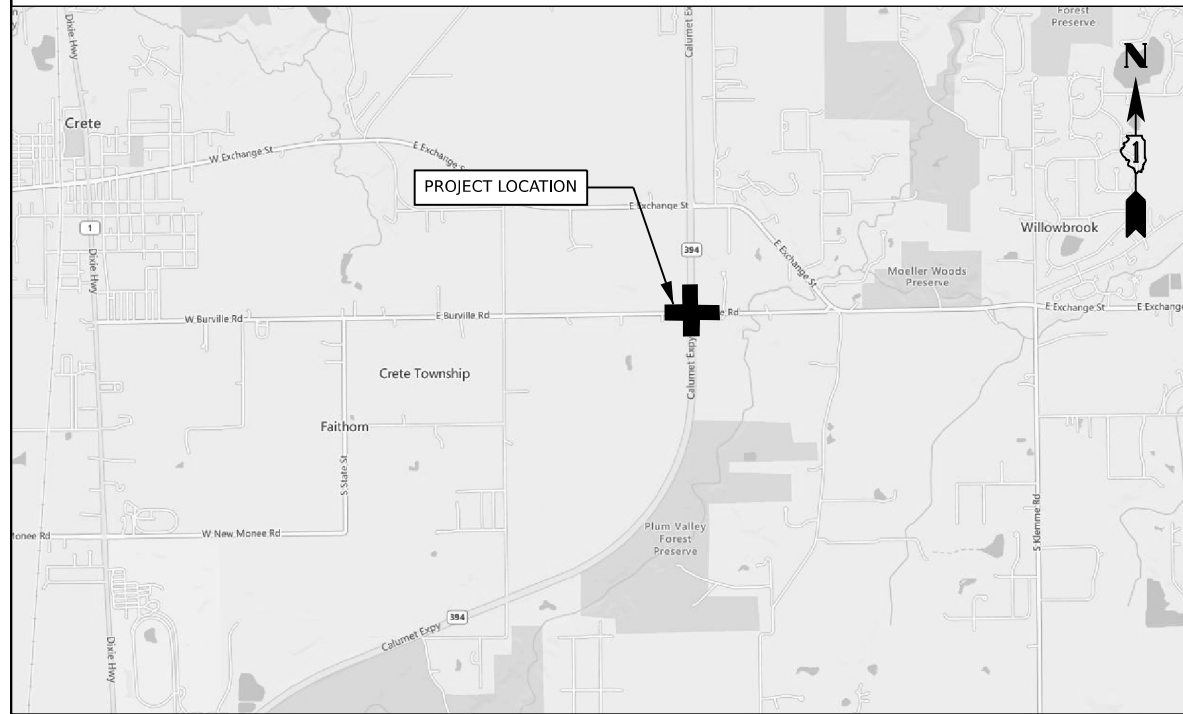 Dixie Hwy
Calumet Expy
Forest
Preserve
N
1
Crete
W Exchange St
E Exchange St
PROJECT LOCATION
E Exchange St
1
394
Willowbrook
E Exchange St
Moeller Woods
Preserve
Dixie Hwy
W Burville Rd
E Burville Rd
Rd
E Exchange St
E Exchange
Calumet Expy
Crete Township
Faithorn
S State St
W New Monee Rd
Monee Rd
Plum Valley
Forest
Preserve
S Klemme Rd
394
Calumet Expy
Dixie Hwy